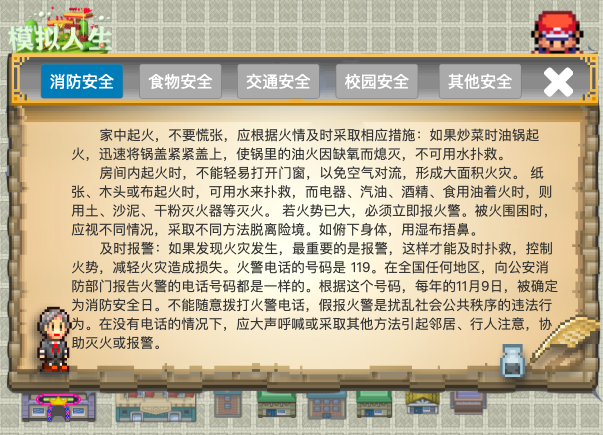 模拟人生
消防安全 食物安全 交通安全 校园安全 其他安全
家中起火，不要慌张，应根据火情及时采取相应措施：如果炒菜时油锅起
火，迅速将锅盖紧紧盖上，使锅里的油火因缺氧而熄灭，不可用水扑救。
房间内起火时，不能轻易打开门窗，以免空气对流，形成大面积火灾。 纸
张、木头或布起火时，可用水来扑救，而电器、汽油、酒精、食用油着火时，则
用土、沙泥、干粉灭火器等灭火。 若火势已大，必须立即报火警。被火围困时，
应视不同情况，采取不同方法脱离险境。如俯下身体，用湿布捂鼻。
及时报警：如果发现火灾发生，最重要的是报警，这样才能及时扑救，控制
火势，减轻火灾造成损失。火警电话的号码是 119。在全国任何地区，向公安消
防部门报告火警的电话号码都是一样的。根据这个号码，每年的11月9日，被确定
为消防安全日。不能随意拨打火警电话，假报火警是扰乱社会公共秩序的违法行
为。在没有电话的情况下，应大声呼喊或采取其他方法引起邻居、行人注意，协
助灭火或报警。